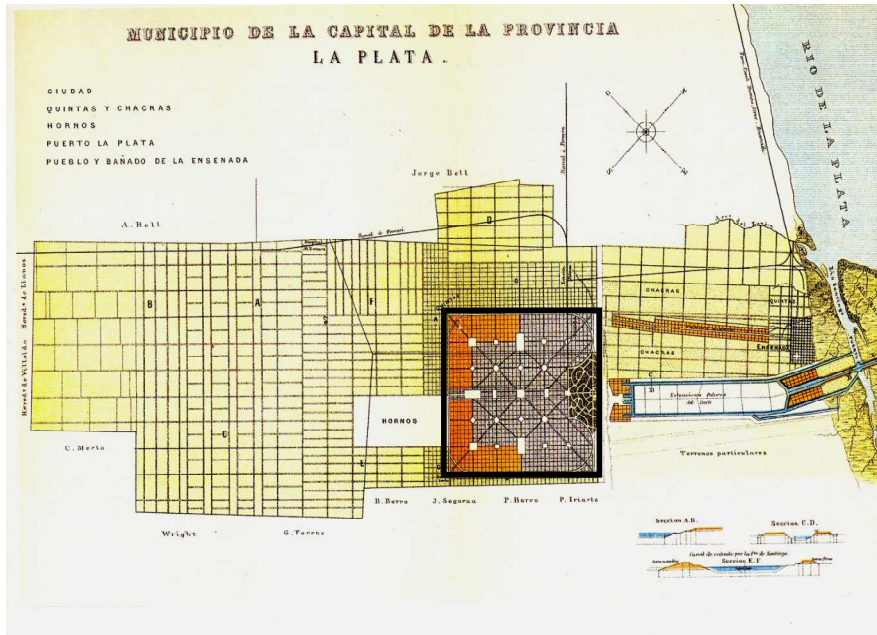 MUNICIPIO DE LA CAPITAL DE LA PROVINCIA
LA PLATA.
CIUDAD
QUINTAS Y CHACRAS
HORNOS
PUERTO LA PLATA
PUEBLO Y BAÑADO DE LA ENSENADA
RIO DE LA PLATA
Jorge Bell
A. Bell
D
B
A
F
G
C
E
CHACRAS
QUINTAS
ENSENADA
CHACRAS
C
D
HORNOS
C. Merlo
Terrenos particulares
B. Berro
J. Segarua
P. Berro
P. Iriarte
Wright
Seccion A.B.
Seccion C.D.
Seccion E.F.